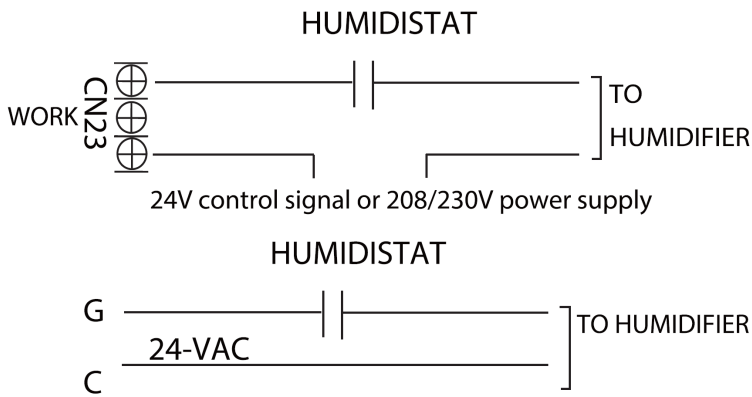 HUMIDISTAT
WORK
CN23
TO
HUMIDIFIER
24V control signal or 208/230V power supply
HUMIDISTAT
G
TO HUMIDIFIER
24-VAC
C